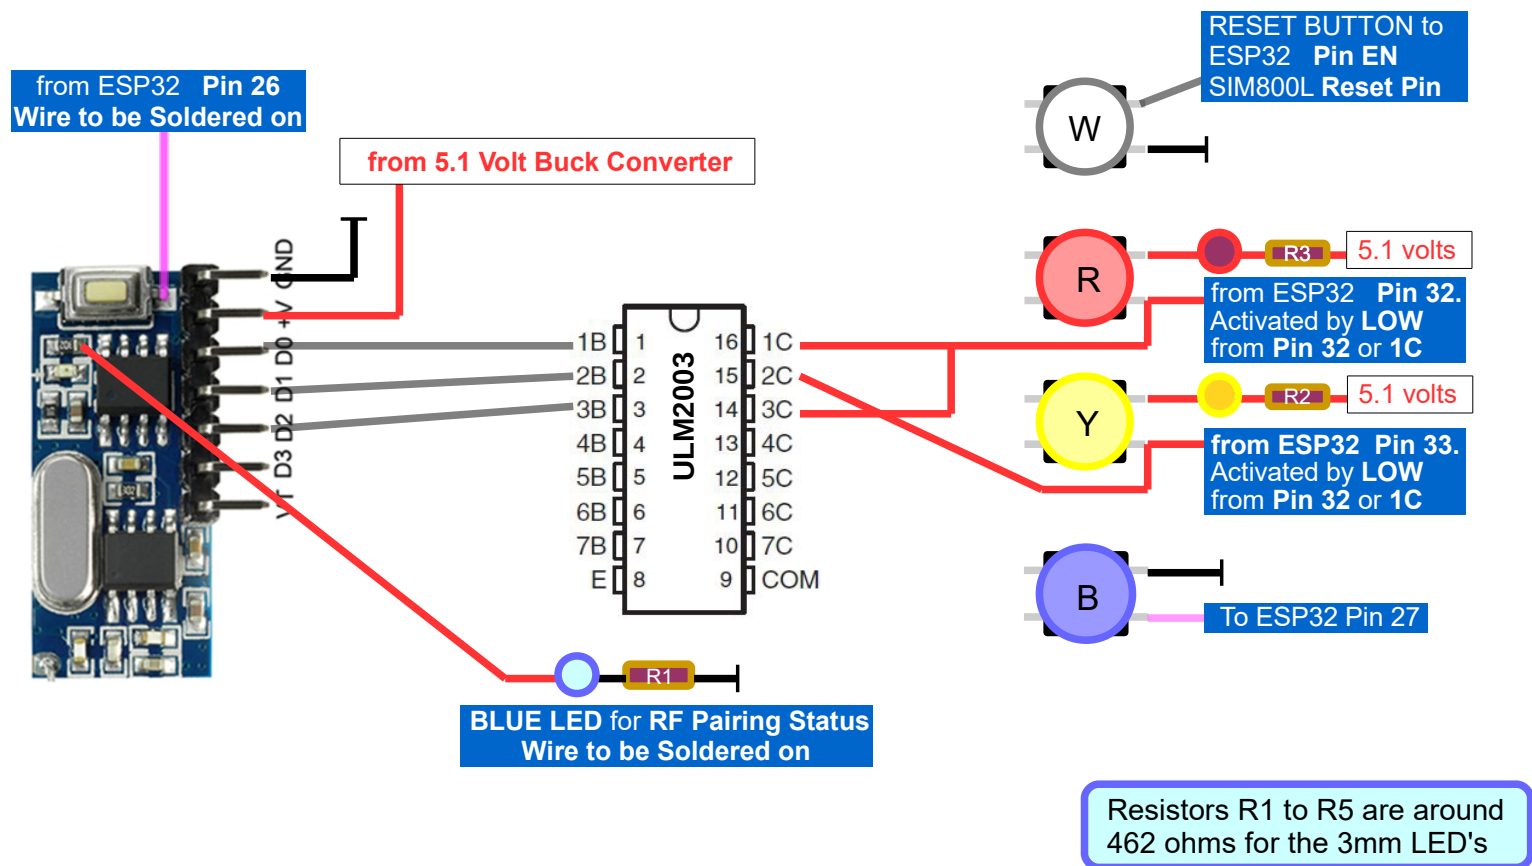 RESET BUTTON to
ESP32 Pin EN
SIM800L Reset Pin
from ESP32 Pin 26
Wire to be Soldered on
from 5.1 Volt Buck Converter
W
R
R3
5.1 volts
from ESP32 Pin 32.
Activated by LOW
from Pin 32 or 1C
Y
R2
5.1 volts
from ESP32 Pin 33.
Activated by LOW
from Pin 32 or 1C
B
To ESP32 Pin 27
GND
+V
D0
D1
D2
D3
VT
ULM2003
1B 1 16 1C
2B 2 15 2C
3B 3 14 3C
4B 4 13 4C
5B 5 12 5C
6B 6 11 6C
7B 7 10 7C
E 8 9 COM
R1
BLUE LED for RF Pairing Status
Wire to be Soldered on
Resistors R1 to R5 are around
462 ohms for the 3mm LED's